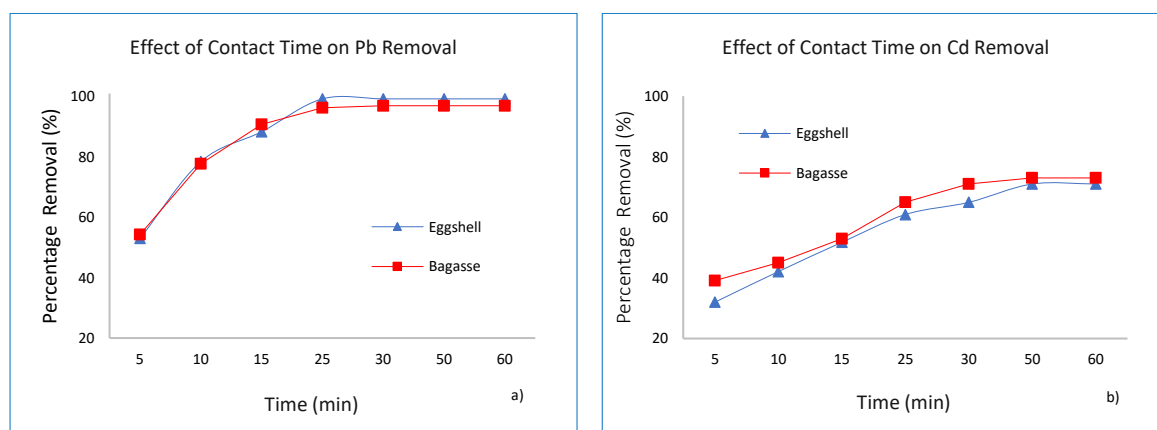 Effect of Contact Time on Pb Removal
Percentage Removal (%)
100
80
60
40
20
Eggshell
Bagasse
5 10 15 25 30 50 60
Time (min)
a)
Effect of Contact Time on Cd Removal
Percentage Removal (%)
100
80
60
40
20
Eggshell
Bagasse
5 10 15 25 30 50 60
Time (min)
b)